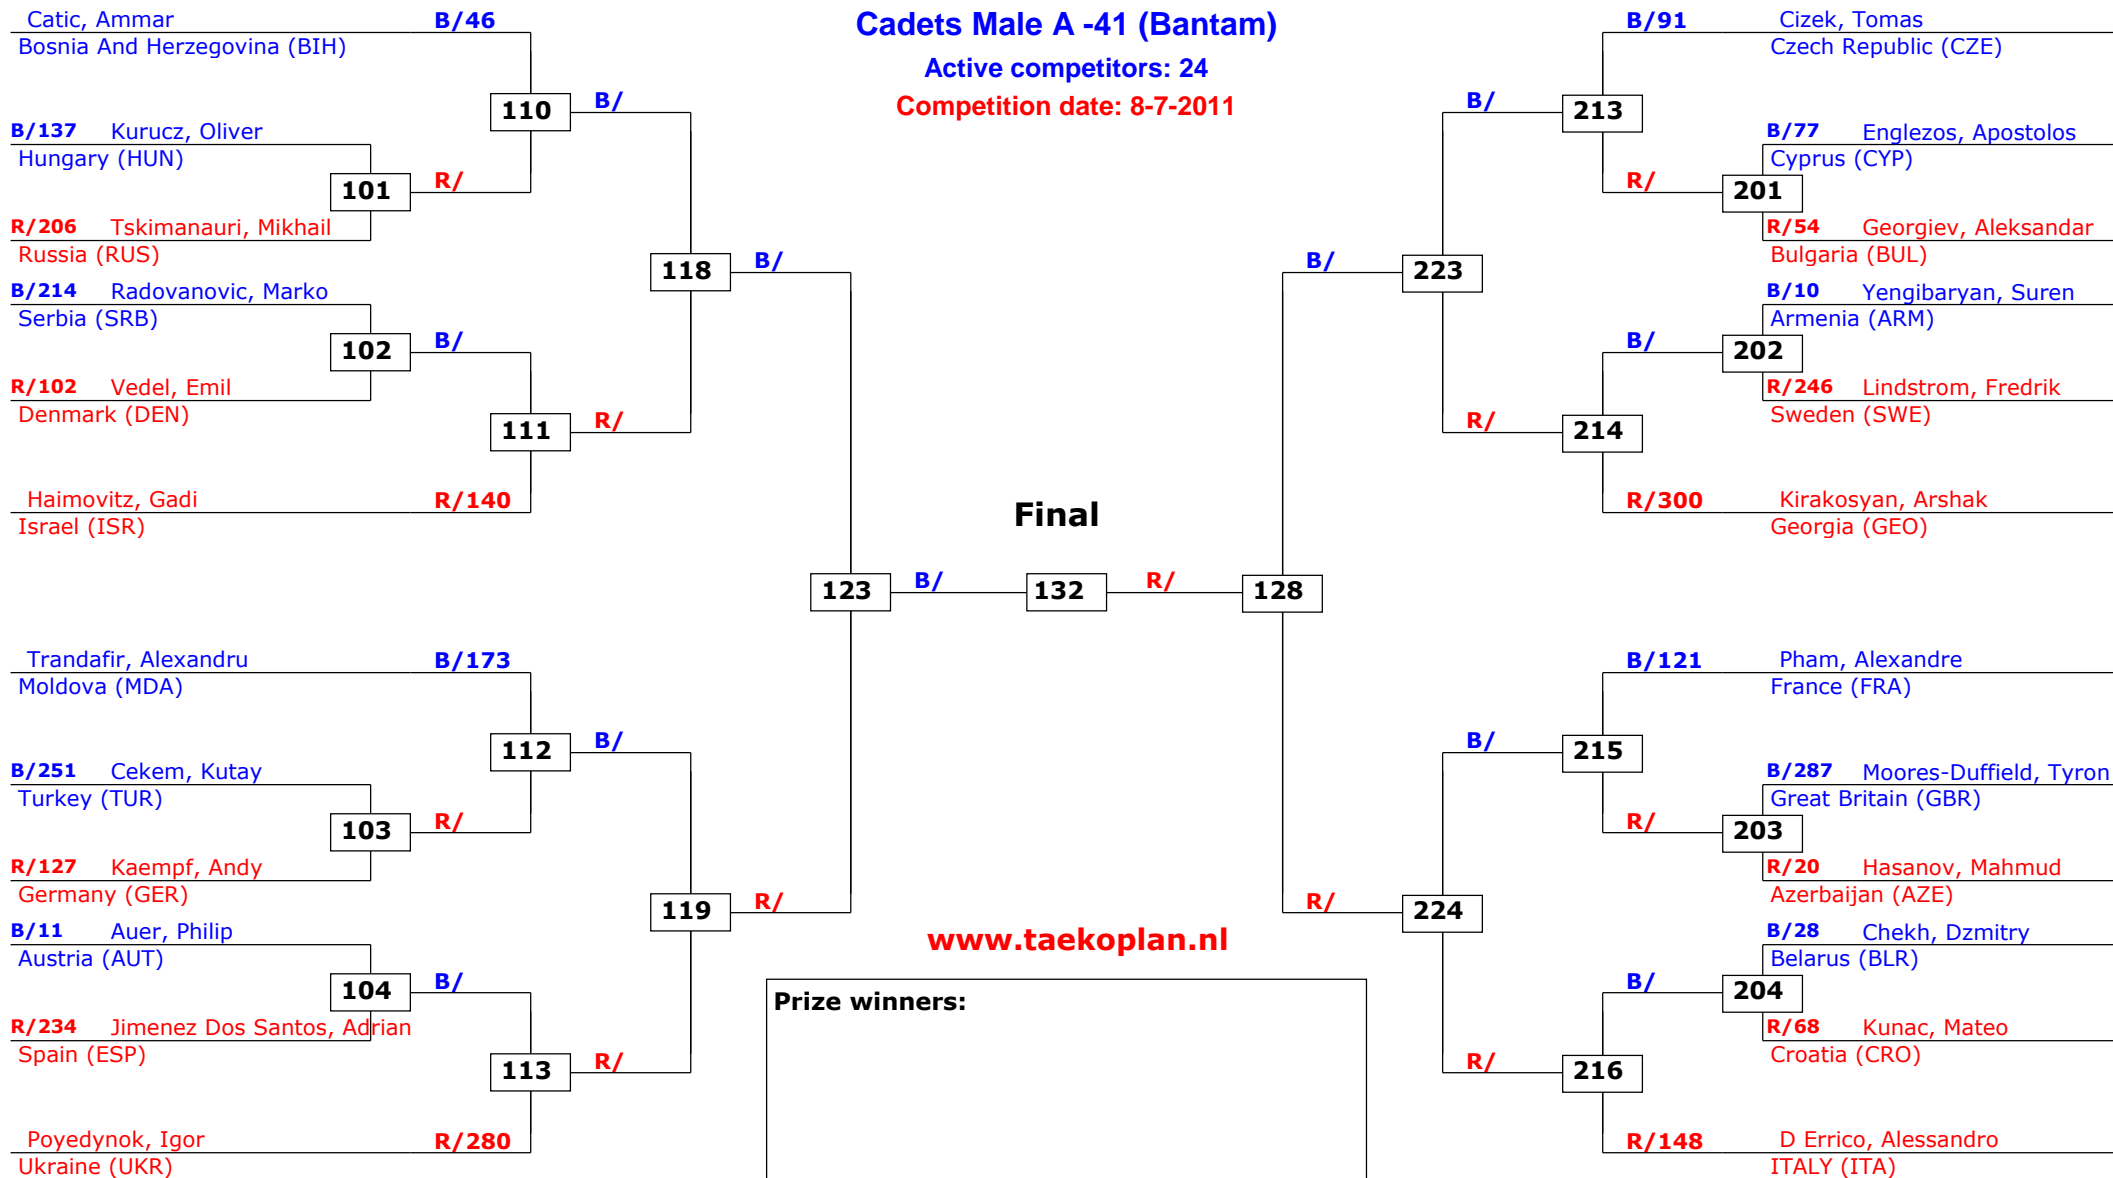 Cadets Male A -41 (Bantam)
Active competitors: 24
Competition date: 8-7-2011
Catic, Ammar B/46
Bosnia And Herzegovina (BIH)
110 B/
B/137 Kurucz, Oliver
Hungary (HUN)
101 R/
R/206 Tskimanauri, Mikhail
Russia (RUS)
118 B/
B/214 Radovanovic, Marko
Serbia (SRB)
102 B/
R/102 Vedel, Emil
Denmark (DEN)
111 R/
Haimovitz, Gadi R/140
Israel (ISR)
Trandafir, Alexandru B/173
Moldova (MDA)
112 B/
B/251 Cekem, Kutay
Turkey (TUR)
103 R/
R/127 Kaempf, Andy
Germany (GER)
119 R/
B/11 Auer, Philip
Austria (AUT)
104 B/
R/234 Jimenez Dos Santos, Adrian
Spain (ESP)
113 R/
Poyedynok, Igor R/280
Ukraine (UKR)
Final
123 B/ 132 R/ 128
B/91 Cizek, Tomas
Czech Republic (CZE)
B/ 213
B/77 Englezos, Apostolos
Cyprus (CYP)
R/ 201
R/54 Georgiev, Aleksandar
Bulgaria (BUL)
B/ 223
B/10 Yengibaryan, Suren
Armenia (ARM)
B/ 202
R/246 Lindstrom, Fredrik
Sweden (SWE)
R/ 214
R/300 Kirakosyan, Arshak
Georgia (GEO)
B/121 Pham, Alexandre
France (FRA)
B/ 215
B/287 Moores-Duffield, Tyron
Great Britain (GBR)
R/ 203
R/20 Hasanov, Mahmud
Azerbaijan (AZE)
R/ 224
B/28 Chekh, Dzmitry
Belarus (BLR)
B/ 204
R/68 Kunac, Mateo
Croatia (CRO)
R/ 216
R/148 D Errico, Alessandro
ITALY (ITA)
www.taekoplan.nl
Prize winners: